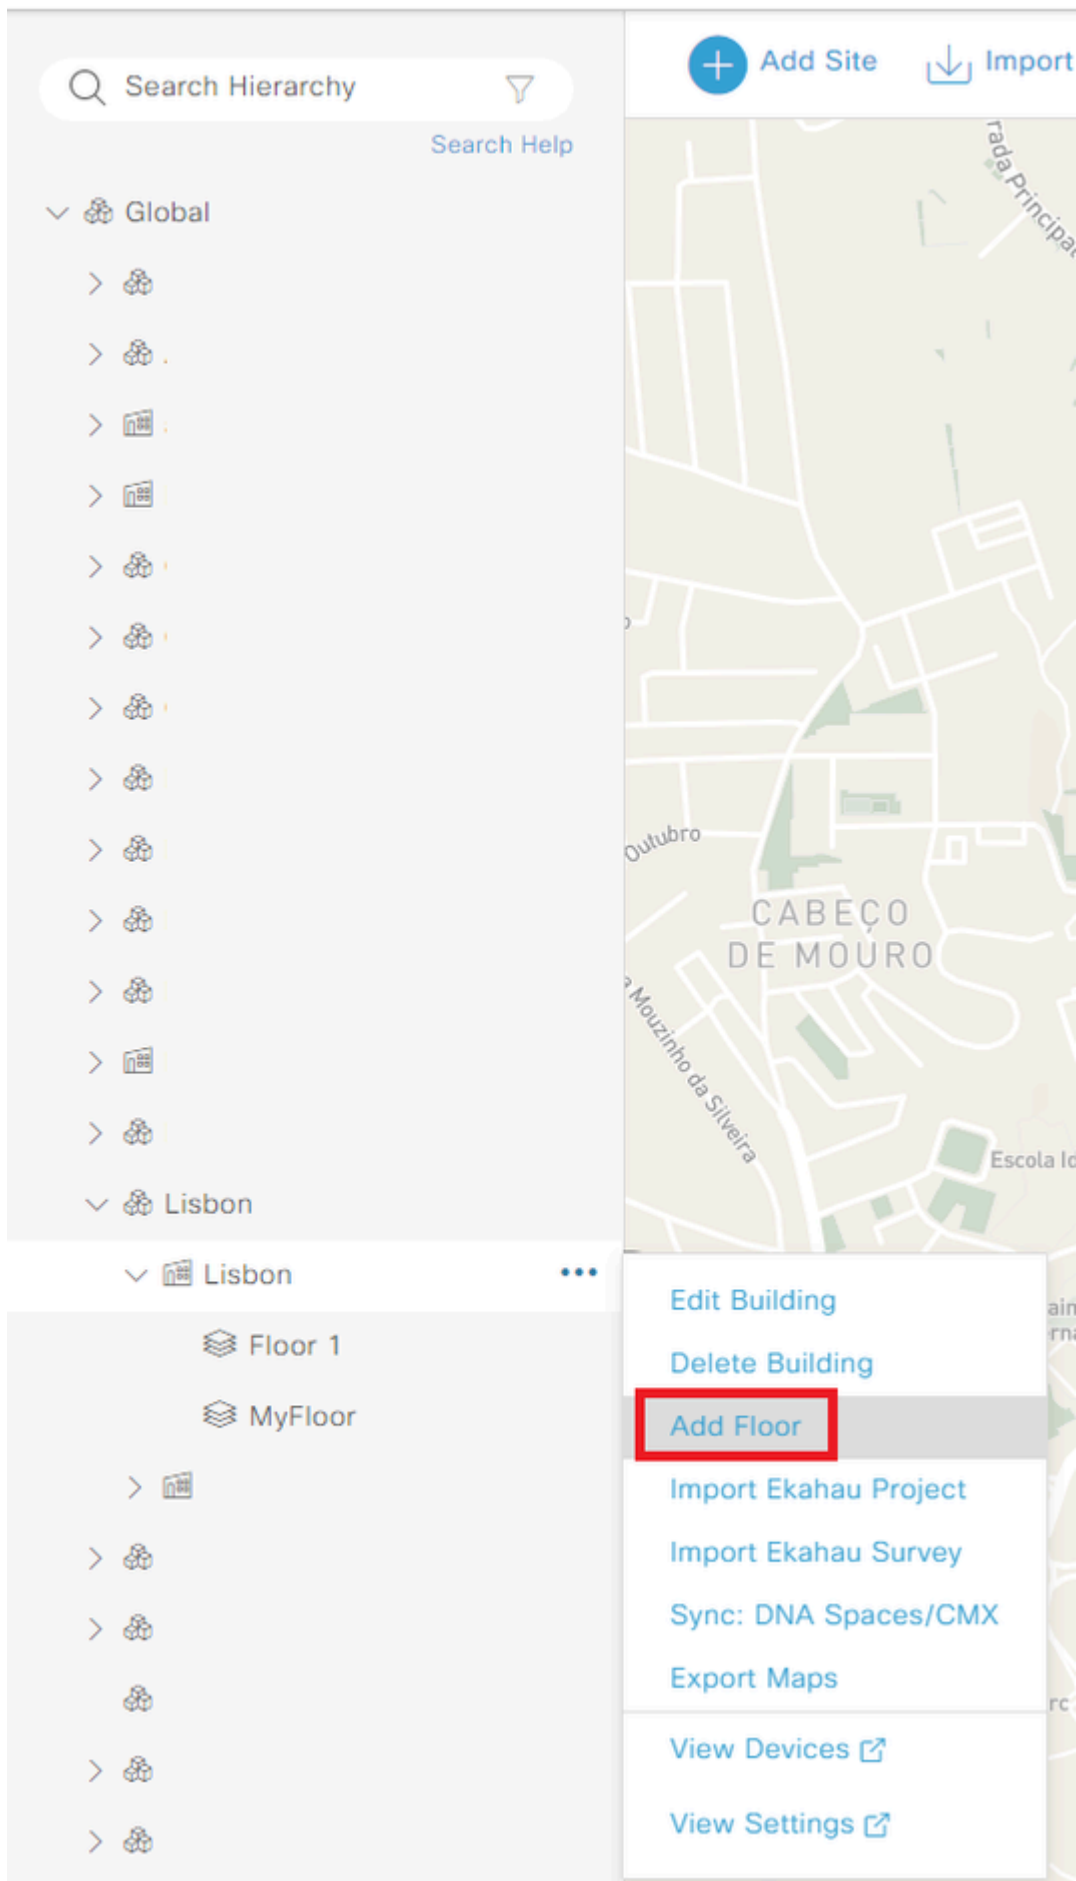 Search Hierarchy
Search Help
Global
Lisbon
Lisbon
Floor 1
MyFloor
Add Site
Import
rada Principal
Outubro
CABEÇO
DE MOURO
Mouzinho da Silveira
Escola
Edit Building
Delete Building
Add Floor
Import Ekahau Project
Import Ekahau Survey
Sync: DNA Spaces/CMX
Export Maps
View Devices
View Settings